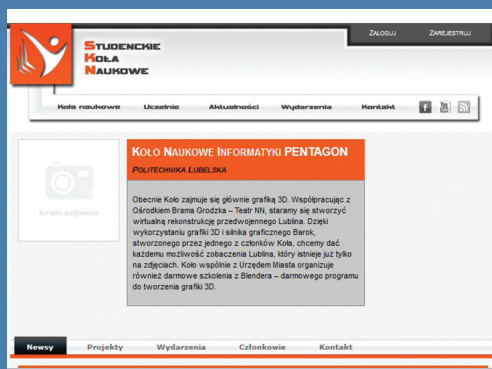 ZALOGUJ ZAREJESTRUJ
STUDENCKIE
KOŁA
NAUKOWE
Koła naukowe Uczelnie Aktualności Wydarzenia Kontakt
KOŁO NAUKOWE INFORMATYKI PENTAGON
POLITECHNIKA LUBELSKA
brak zdjęcia
Obecnie Koło zajmuje się głównie grafiką 3D. Współpracując z
Ośrodkiem Brama Grodzka – Teatr NN, staramy się stworzyć
wirtualną rekonstrukcję przedwojennego Lublina. Dzięki
wykorzystaniu grafiki 3D i silnika graficznego Barok,
stworzonego przez jednego z członków Koła, chcemy dać
każdemu możliwość zobaczenia Lublina, który istnieje już tylko
na zdjęciach. Koło wspólnie z Urzędem Miasta organizuje
również darmowe szkolenia z Blendera – darmowego programu
do tworzenia grafiki 3D.
Newsy Projekty Wydarzenia Członkowie Kontakt